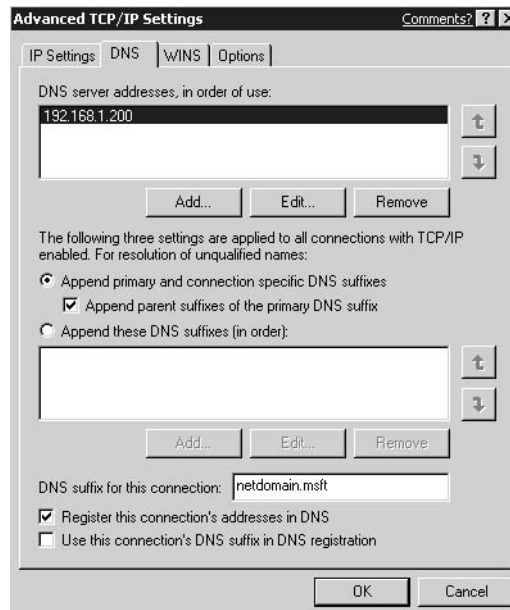 Advanced TCP/IP Settings Comments? ? X
IP Settings DNS WINS Options
DNS server addresses, in order of use:
192.168.1.200
Add... Edit... Remove
The following three settings are applied to all connections with TCP/IP
enabled. For resolution of unqualified names:
Append primary and connection specific DNS suffixes
Append parent suffixes of the primary DNS suffix
Append these DNS suffixes (in order):
Add... Edit... Remove
DNS suffix for this connection: netdomain.msft
Register this connection's addresses in DNS
Use this connection's DNS suffix in DNS registration
OK Cancel